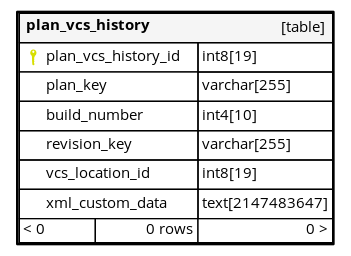 plan_vcs_history [table]
plan_vcs_history_id int8[19]
plan_key varchar[255]
build_number int4[10]
revision_key varchar[255]
vcs_location_id int8[19]
xml_custom_data text[2147483647]
< 0 0 rows 0 >